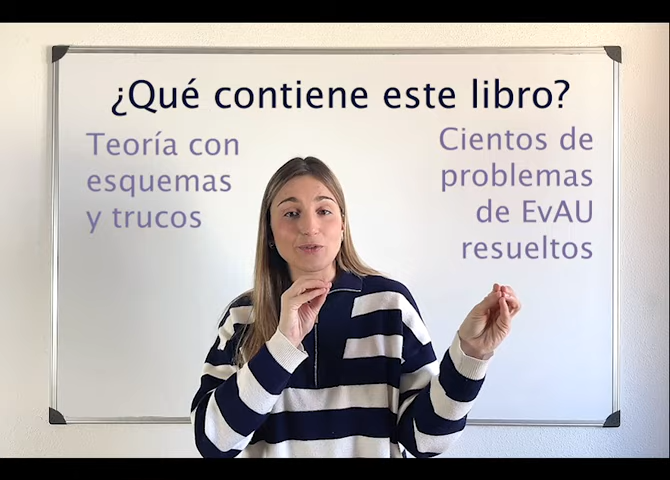 ¿Qué contiene este libro?
Teoría con
esquemas
y trucos
Cientos de
problemas
de EvAU
resueltos